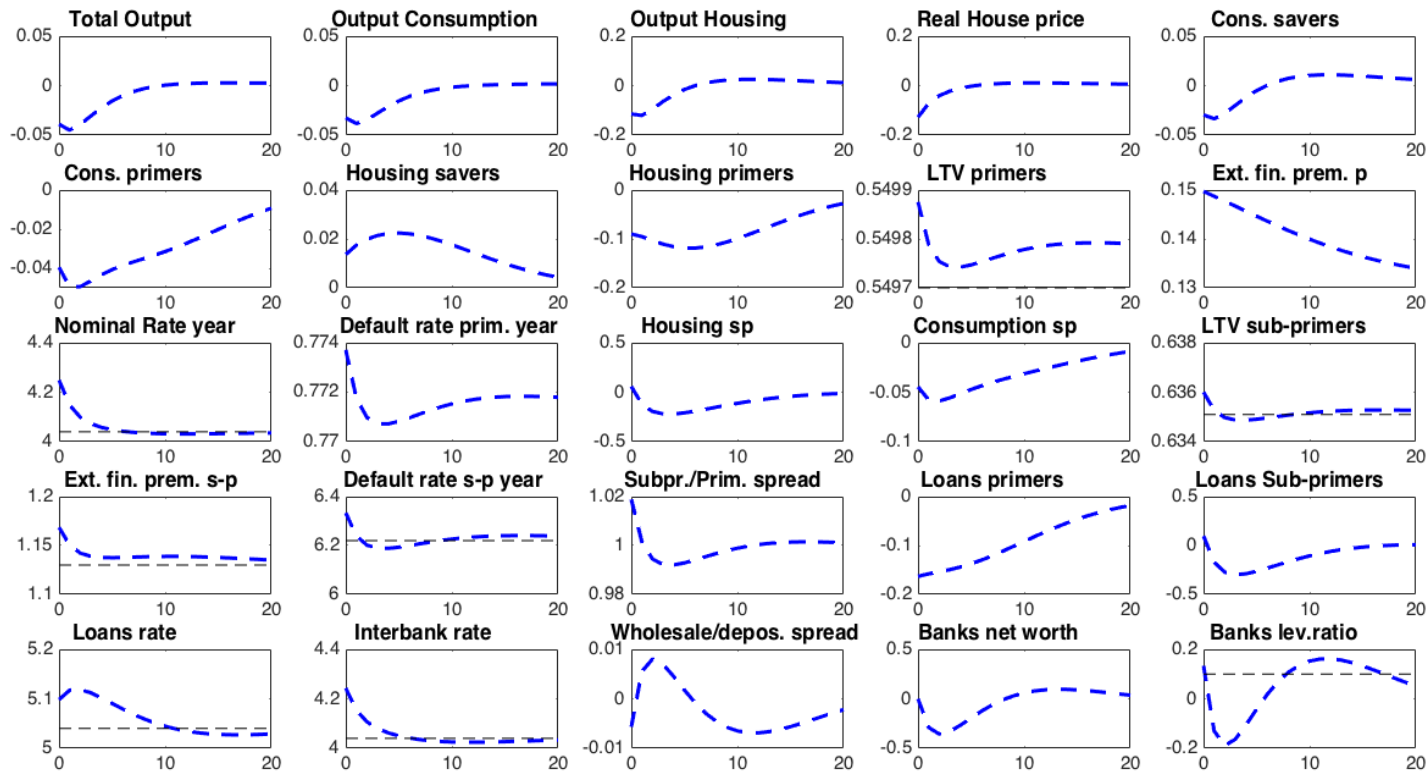 Total Output
Output Consumption
Output Housing
Real House price
Cons. savers
0.05 0.05 0.2 0.2 0.05
0 0 0 0 0
-0.05 -0.05 -0.2 -0.2 -0.05
0 10 20 0 10 20 0 10 20 0 10 20 0 10 20
Cons. primers
Housing savers
Housing primers
LTV primers
Ext. fin. prem. p
0 0.04 0 0.5499 0.15
-0.02 0.02 -0.1 0.5498 0.14
-0.04 0 -0.2 0.5497 0.13
0 10 20 0 10 20 0 10 20 0 10 20 0 10 20
Nominal Rate year
Default rate prim. year
Housing sp
Consumption sp
LTV sub-primers
4.4 0.774 0.5 0 0.638
4.2 0.772 0 -0.05 0.636
4 0.77 -0.5 -0.1 0.634
0 10 20 0 10 20 0 10 20 0 10 20 0 10 20
Ext. fin. prem. s-p
Default rate s-p year
Subpr./Prim. spread
Loans primers
Loans Sub-primers
1.2 6.4 1.02 0 0.5
1.15 6.2 1 -0.1 0
1.1 6 0.98 -0.2 -0.5
0 10 20 0 10 20 0 10 20 0 10 20 0 10 20
Loans rate
Interbank rate
Wholesale/depos. spread
Banks net worth
Banks lev.ratio
5.2 4.4 0.01 0.5 0.2
5.1 4.2 0 0 0
5 4 -0.01 -0.5 -0.2
0 10 20 0 10 20 0 10 20 0 10 20 0 10 20